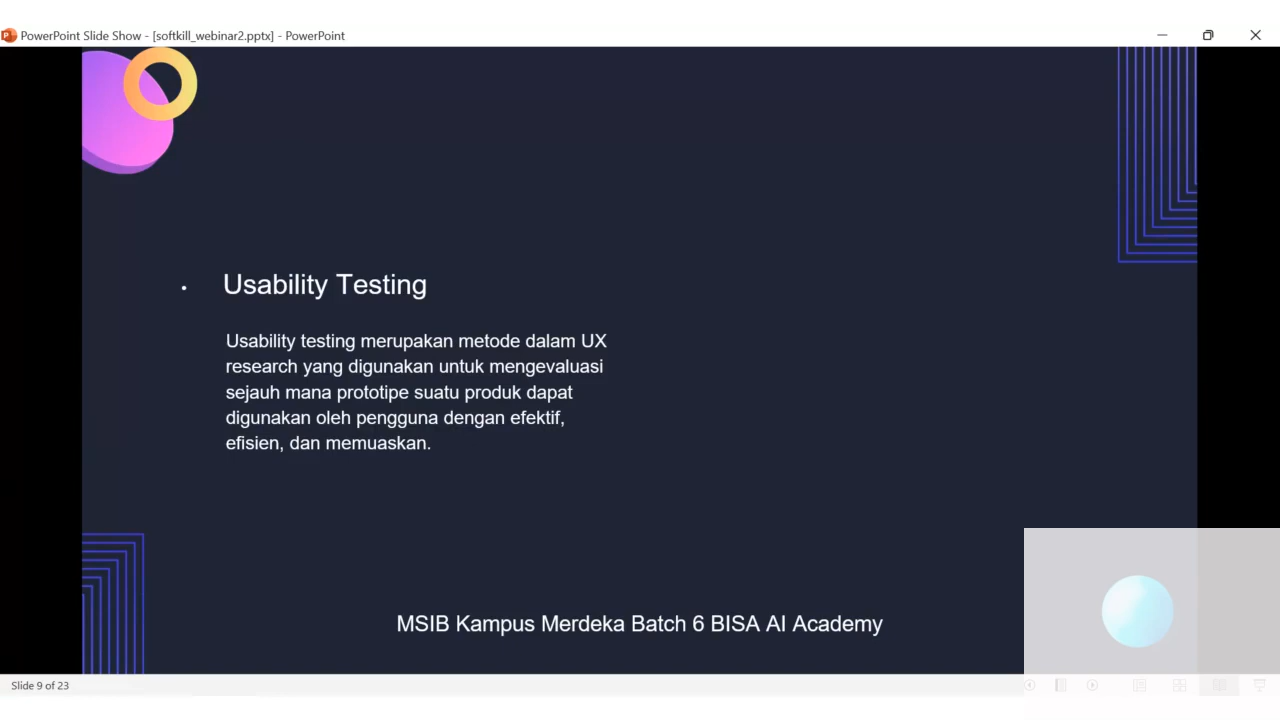 PowerPoint Slide Show - [softkill_webinar2.pptx] - PowerPoint
Usability Testing
Usability testing merupakan metode dalam UX
research yang digunakan untuk mengevaluasi
sejauh mana prototipe suatu produk dapat
digunakan oleh pengguna dengan efektif,
efisien, dan memuaskan.
MSIB Kampus Merdeka Batch 6 BISA AI Academy
Slide 9 of 23